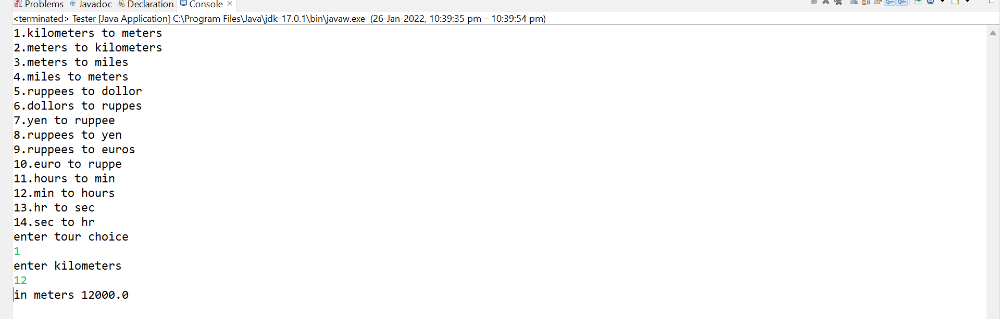 Problems @ Javadoc Declaration Console ×
<terminated> Tester [Java Application] C:\Program Files\Java\jdk-17.0.1\bin\javaw.exe (26-Jan-2022, 10:39:35 pm – 10:39:54 pm)
1.kilometers to meters
2.meters to kilometers
3.meters to miles
4.miles to meters
5.ruppees to dollor
6.dollors to ruppes
7.yen to ruppee
8.ruppees to yen
9.ruppees to euros
10.euro to ruppe
11.hours to min
12.min to hours
13.hr to sec
14.sec to hr
enter tour choice
1
enter kilometers
12
in meters 12000.0